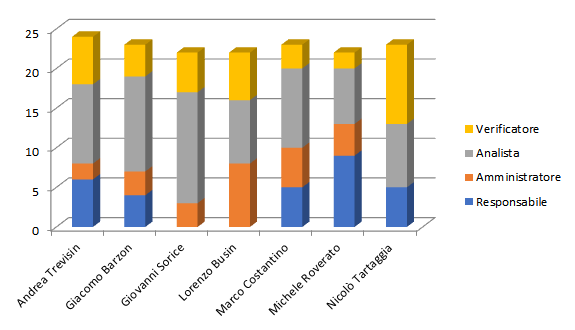 25
20
15
10
5
0
Andrea Trevisin
Giacomo Barzon
Giovanni Sorice
Lorenzo Busin
Marco Costantino
Michele Roverato
Nicolò Tartaggia
Verificatore
Analista
Amministratore
Responsabile